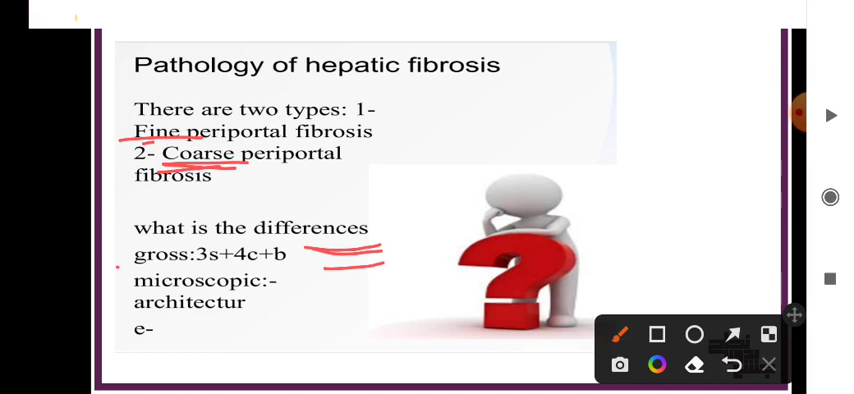 Pathology of hepatic fibrosis
There are two types: 1-
Fine periportal fibrosis
2- Coarse periportal
fibrosis
what is the differences
gross:3s+4c+b
microscopic:-
architectur
e-